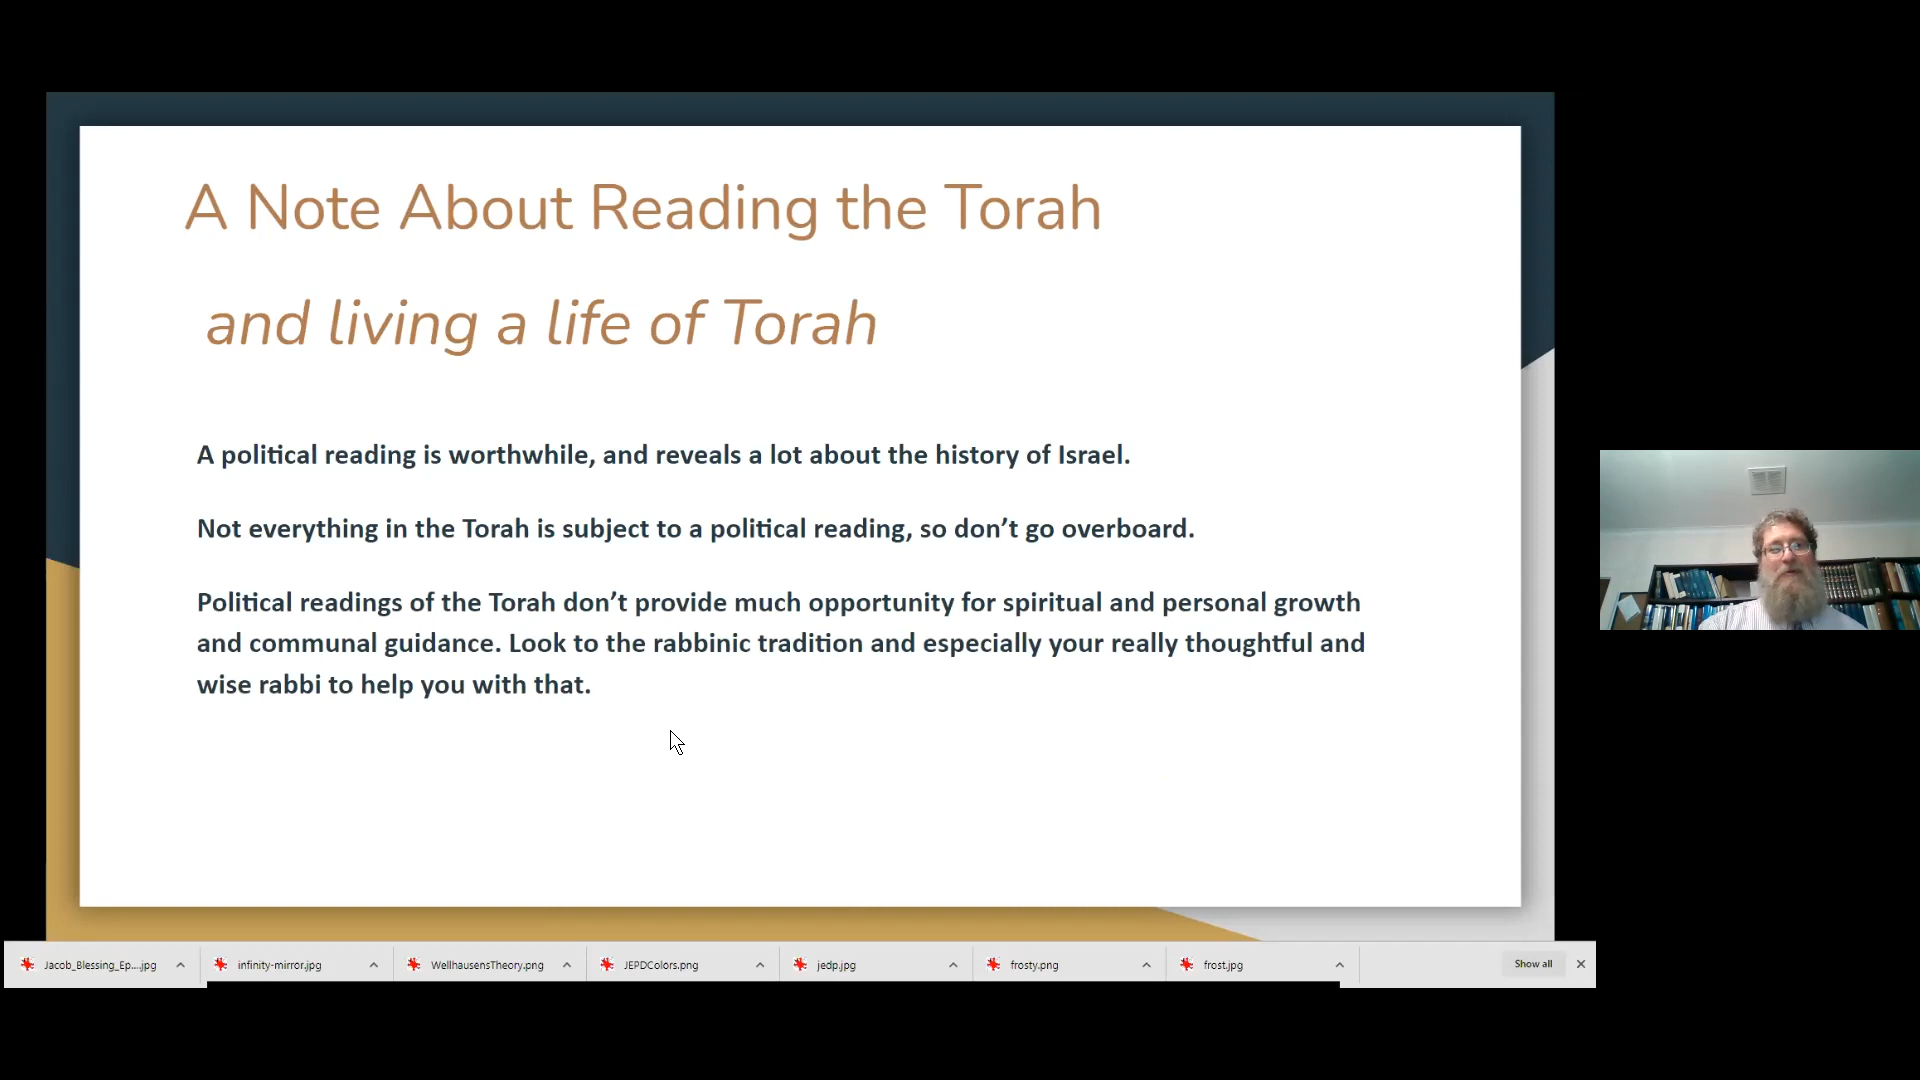 A Note About Reading the Torah
and living a life of Torah
A political reading is worthwhile, and reveals a lot about the history of Israel.
Not everything in the Torah is subject to a political reading, so don’t go overboard.
Political readings of the Torah don’t provide much opportunity for spiritual and personal growth
and communal guidance. Look to the rabbinic tradition and especially your really thoughtful and
wise rabbi to help you with that.
Jacob_Blessing_Ep....jpg
infinity-mirror.jpg
WellhausensTheory.png
JEPDColors.png
jedp.jpg
frosty.png
frost.jpg
Show all